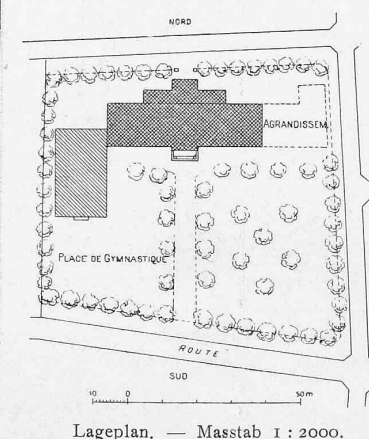 NORD
AGRANDISSEM.
PLACE DE GYMNASTIQUE
ROUTE
SUD
10 0 50 m
Lageplan. — Masstab 1 : 2000.